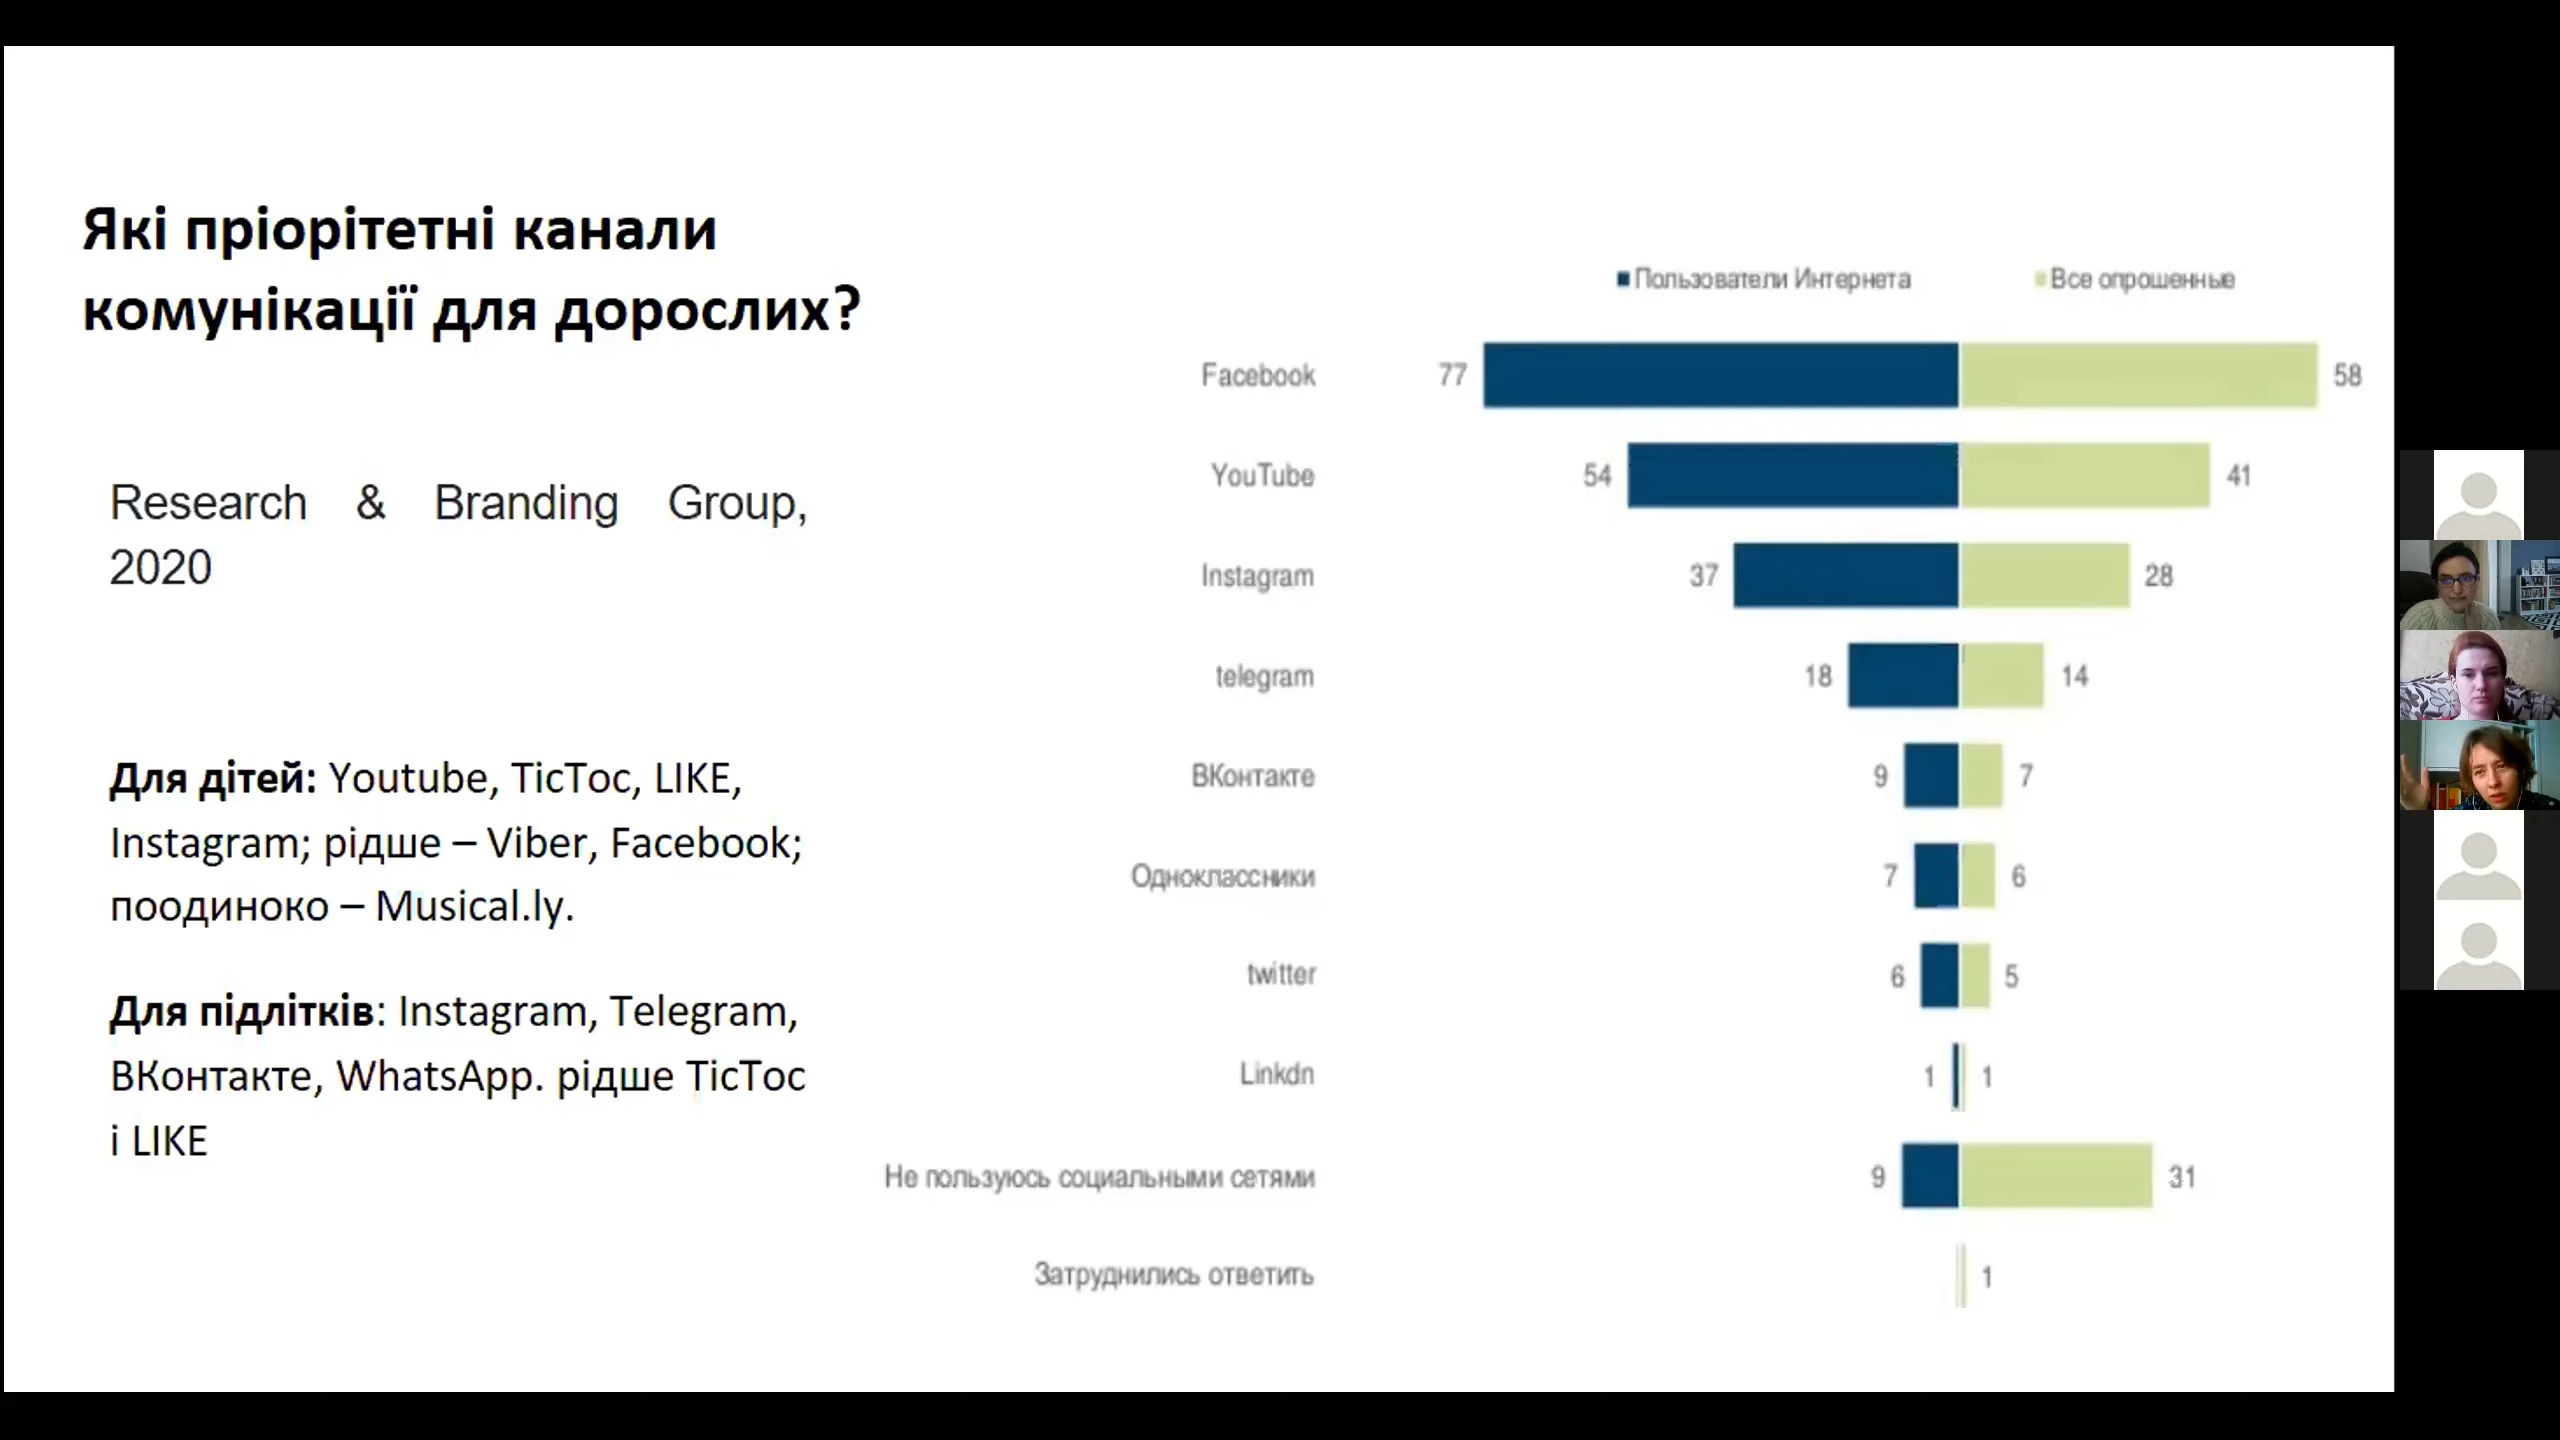 Які пріорітетні канали
комунікації для дорослих?
Research & Branding Group,
2020
Для дітей: Youtube, TicToc, LIKE,
Instagram; рідше – Viber, Facebook;
поодиноко – Musical.ly.
Для підлітків: Instagram, Telegram,
ВКонтакте, WhatsApp. рідше TicToc
і LIKE
Пользователи Интернета Все опрошенные
Facebook 77 58
YouTube 54 41
Instagram 37 28
telegram 18 14
ВКонтакте 9 7
Одноклассники 7 6
twitter 6 5
Linkdn 1 1
Не пользуюсь социальными сетями 9 31
Затруднились ответить 1